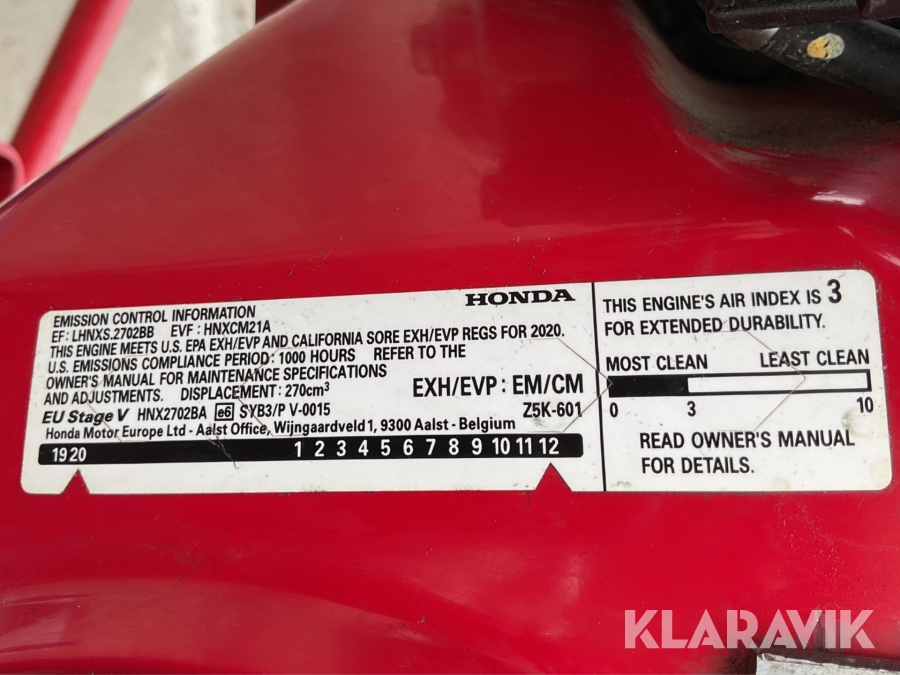 HONDA
EMISSION CONTROL INFORMATION
EF: LHNXS.2702BB EVF: HNXCM21A
THIS ENGINE MEETS U.S. EPA EXH/EVP AND CALIFORNIA SORE EXH/EVP REGS FOR 2020.
U.S. EMISSIONS COMPLIANCE PERIOD: 1000 HOURS REFER TO THE
OWNER'S MANUAL FOR MAINTENANCE SPECIFICATIONS
AND ADJUSTMENTS. DISPLACEMENT: 270cm³
EXH/EVP: EM/CM
EU Stage V HNX2702BA e6 SYB3/P V-0015 Z5K-601
Honda Motor Europe Ltd - Aalst Office, Wijngaardveld 1, 9300 Aalst - Belgium
19 20 1 2 3 4 5 6 7 8 9 10 11 12
THIS ENGINE'S AIR INDEX IS 3
FOR EXTENDED DURABILITY.
MOST CLEAN LEAST CLEAN
0 3 10
READ OWNER'S MANUAL
FOR DETAILS.
KLARAVIK